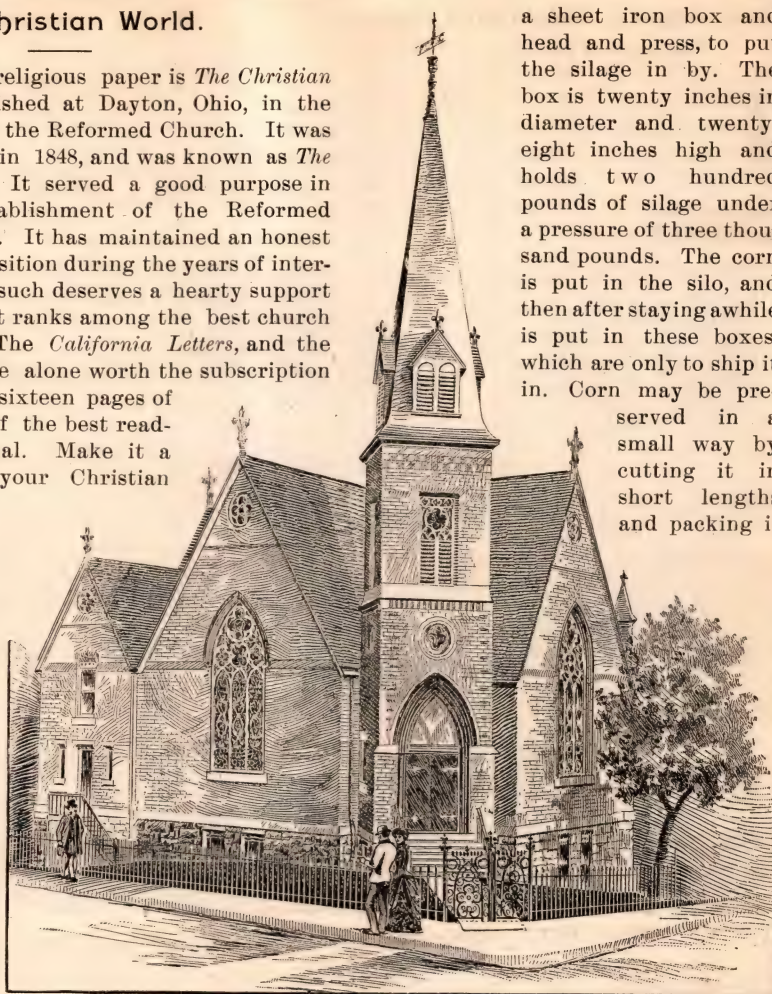 hristian World.
religious paper is The Christian
ished at Dayton, Ohio, in the
the Reformed Church. It was
in 1848, and was known as The
It served a good purpose in
ablishment of the Reformed
. It has maintained an honest
sition during the years of inter-
such deserves a hearty support
t ranks among the best church
The California Letters, and the
e alone worth the subscription
sixteen pages of
f the best read-
al. Make it a
your Christian
a sheet iron box and
head and press, to pu
the silage in by. The
box is twenty inches in
diameter and twenty-
eight inches high and
holds two hundred
pounds of silage under
a pressure of three thou
sand pounds. The corn
is put in the silo, and
then after staying awhile
is put in these boxes
which are only to ship it
in. Corn may be pre
served in a
small way by
cutting it in
short lengths
and packing i